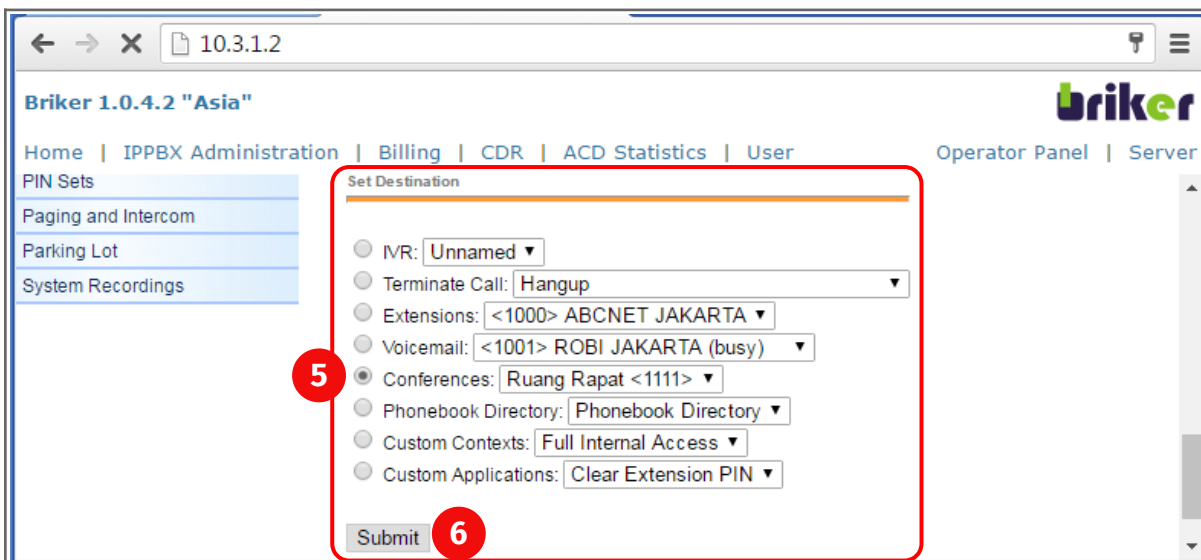 10.3.1.2
Briker 1.0.4.2 "Asia"
briker
Home | IPPBX Administration | Billing | CDR | ACD Statistics | User Operator Panel | Server
PIN Sets
Paging and Intercom
Parking Lot
System Recordings
Set Destination
IVR: Unnamed
Terminate Call: Hangup
Extensions: <1000> ABCNET JAKARTA
Voicemail: <1001> ROBI JAKARTA (busy)
5 Conferences: Ruang Rapat <1111>
Phonebook Directory: Phonebook Directory
Custom Contexts: Full Internal Access
Custom Applications: Clear Extension PIN
Submit 6